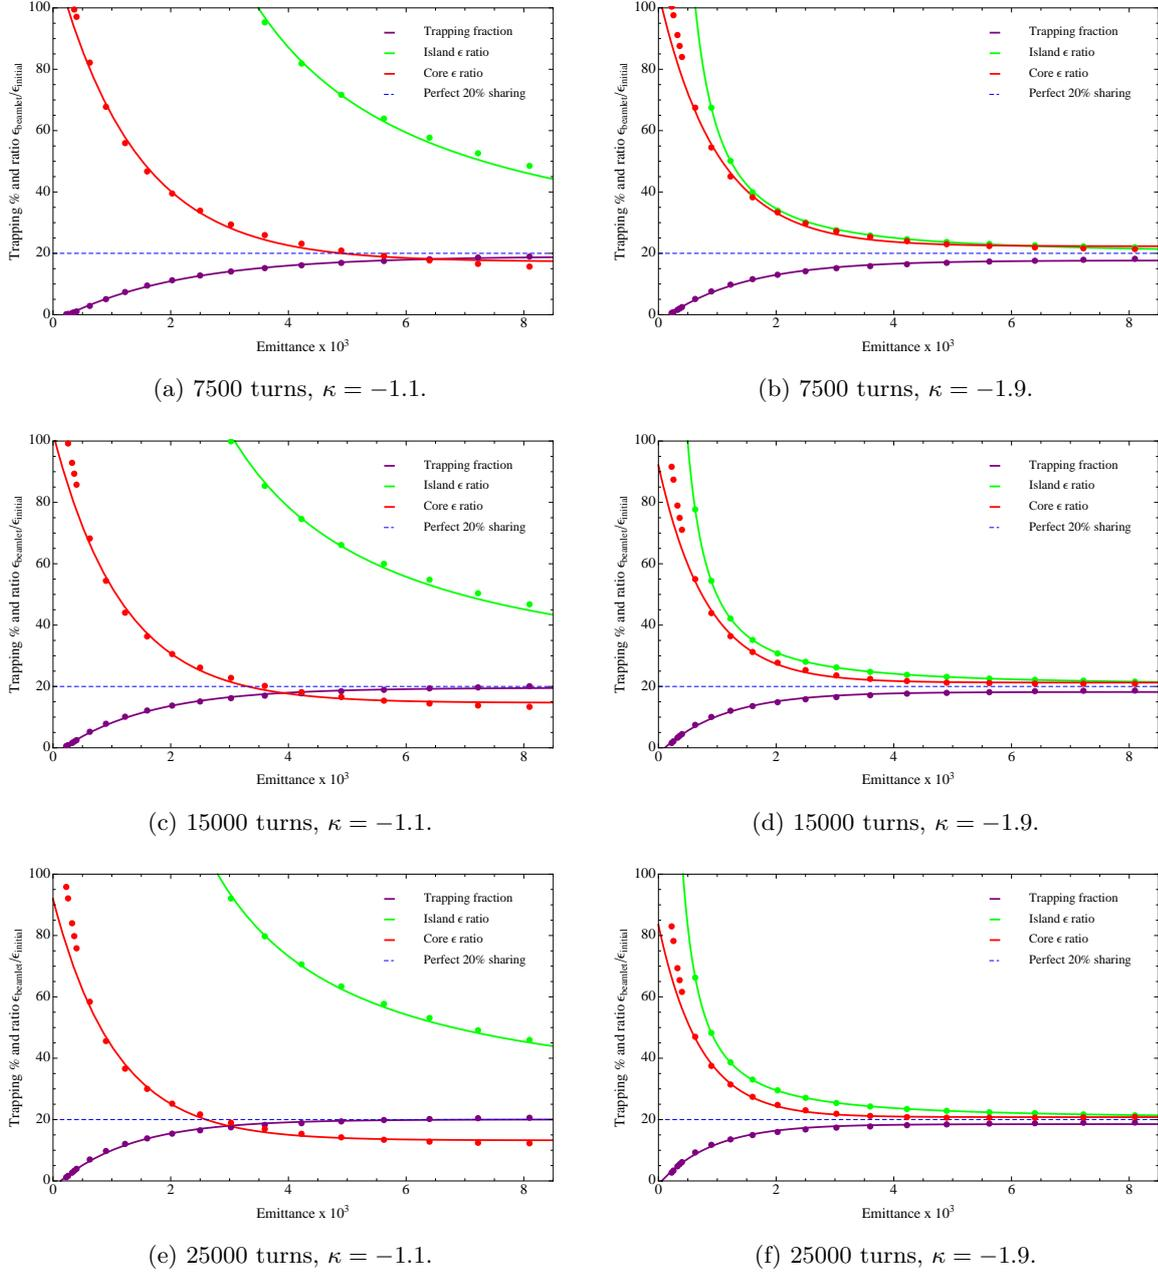 Trapping % and ratio ϵbeamlet/ϵinitial
100
80
60
40
20
0
0 2 4 6 8
Emittance x 10³
Trapping fraction
Island ϵ ratio
Core ϵ ratio
Perfect 20% sharing
(a) 7500 turns, κ = −1.1.
Trapping % and ratio ϵbeamlet/ϵinitial
100
80
60
40
20
0
0 2 4 6 8
Emittance x 10³
Trapping fraction
Island ϵ ratio
Core ϵ ratio
Perfect 20% sharing
(b) 7500 turns, κ = −1.9.
Trapping % and ratio ϵbeamlet/ϵinitial
100
80
60
40
20
0
0 2 4 6 8
Emittance x 10³
Trapping fraction
Island ϵ ratio
Core ϵ ratio
Perfect 20% sharing
(c) 15000 turns, κ = −1.1.
Trapping % and ratio ϵbeamlet/ϵinitial
100
80
60
40
20
0
0 2 4 6 8
Emittance x 10³
Trapping fraction
Island ϵ ratio
Core ϵ ratio
Perfect 20% sharing
(d) 15000 turns, κ = −1.9.
Trapping % and ratio ϵbeamlet/ϵinitial
100
80
60
40
20
0
0 2 4 6 8
Emittance x 10³
Trapping fraction
Island ϵ ratio
Core ϵ ratio
Perfect 20% sharing
(e) 25000 turns, κ = −1.1.
Trapping % and ratio ϵbeamlet/ϵinitial
100
80
60
40
20
0
0 2 4 6 8
Emittance x 10³
Trapping fraction
Island ϵ ratio
Core ϵ ratio
Perfect 20% sharing
(f) 25000 turns, κ = −1.9.